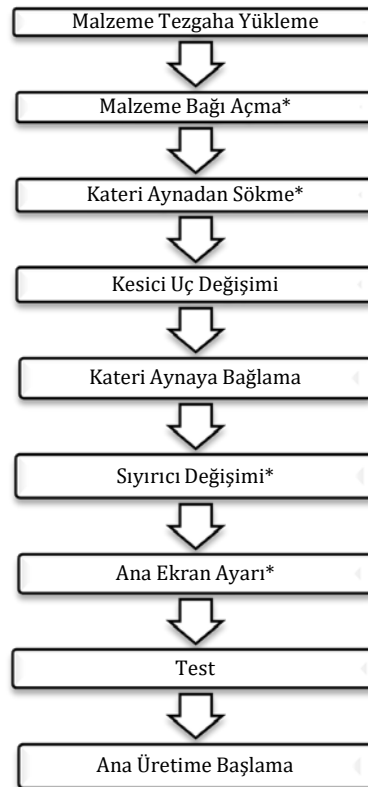 Malzeme Tezgaha Yükleme
Malzeme Bağı Açma*
Kateri Aynadan Sökme*
Kesici Uç Değişimi
Kateri Aynaya Bağlama
Sıyırıcı Değişimi*
Ana Ekran Ayarı*
Test
Ana Üretime Başlama